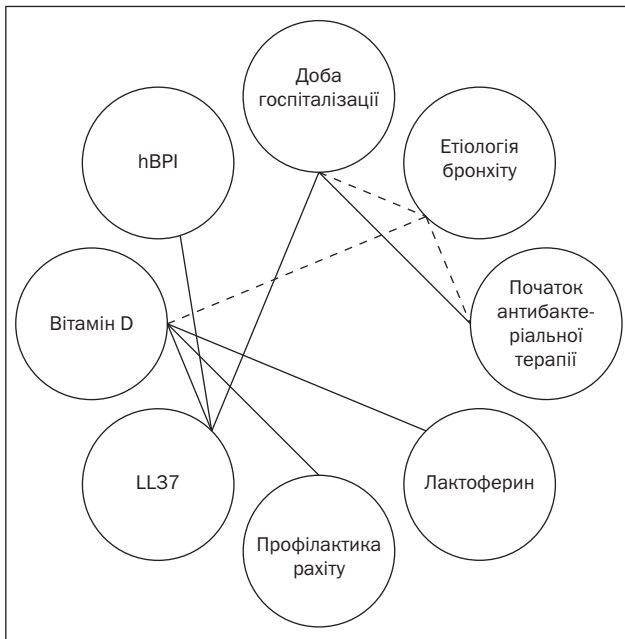 Доба
госпіталізації
Етіологія
бронхіту
hBPI
Вітамін D
Початок
антибакте-
ріальної
терапії
LL37
Лактоферин
Профілактика
рахіту